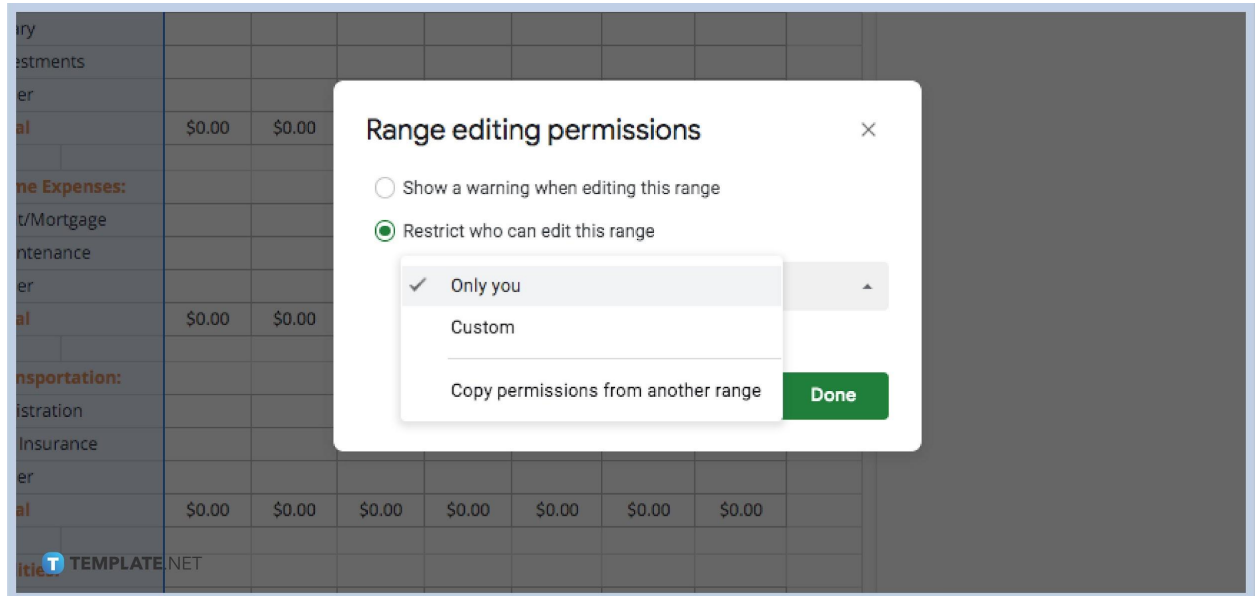 ary
estments
er
al $0.00 $0.00
me Expenses:
t/Mortgage
ntenance
er
al $0.00 $0.00
nsportation:
istration
Insurance
er
al $0.00 $0.00 $0.00 $0.00 $0.00 $0.00 $0.00
itie
T TEMPLATE.NET
Range editing permissions
Show a warning when editing this range
Restrict who can edit this range
Only you
Custom
Copy permissions from another range
Done